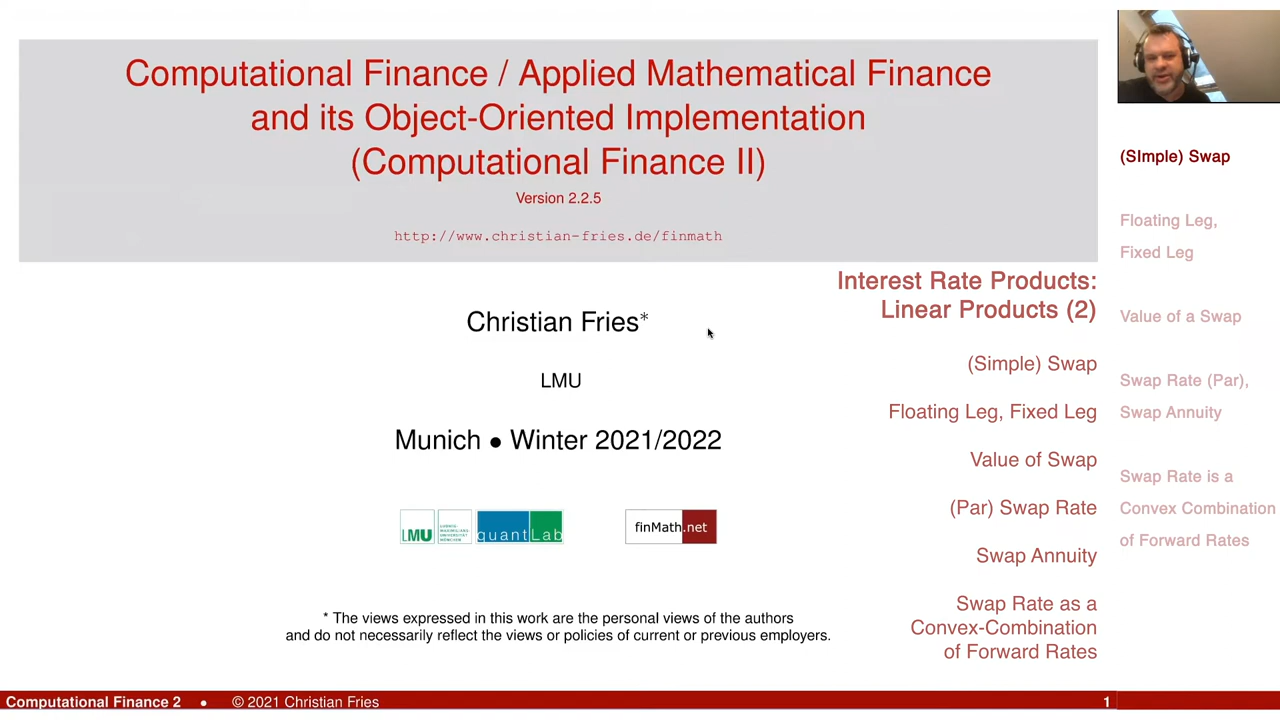 Computational Finance / Applied Mathematical Finance
and its Object-Oriented Implementation
(Computational Finance II)
Version 2.2.5
http://www.christian-fries.de/finmath
Christian Fries*
LMU
Munich • Winter 2021/2022
LMU
LUDWIG-
MAXIMILIANS-
UNIVERSITÄT
MÜNCHEN
quantLab
finMath.net
* The views expressed in this work are the personal views of the authors
and do not necessarily reflect the views or policies of current or previous employers.
Interest Rate Products:
Linear Products (2)
(Simple) Swap
Floating Leg, Fixed Leg
Value of Swap
(Par) Swap Rate
Swap Annuity
Swap Rate as a
Convex-Combination
of Forward Rates
(SImple) Swap
Floating Leg,
Fixed Leg
Value of a Swap
Swap Rate (Par),
Swap Annuity
Swap Rate is a
Convex Combination
of Forward Rates
Computational Finance 2 • © 2021 Christian Fries 1